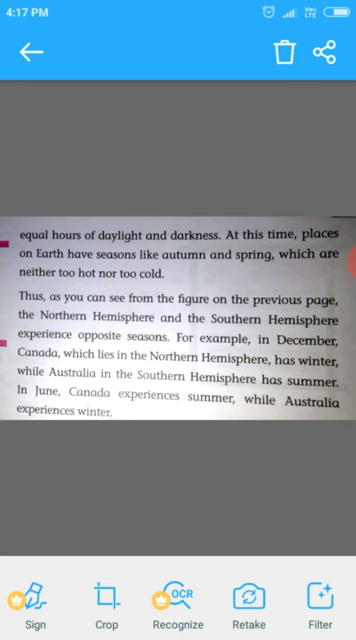 4:17 PM
Vo)
LTE
equal hours of daylight and darkness. At this time, places
on Earth have seasons like autumn and spring, which are
neither too hot nor too cold.
Thus, as you can see from the figure on the previous page,
the Northern Hemisphere and the Southern Hemisphere
experience opposite seasons. For example, in December,
Canada, which lies in the Northern Hemisphere, has winter,
while Australia in the Southern Hemisphere has summer.
In June, Canada experiences summer, while Australia
experiences winter.
OCR
Sign Crop Recognize Retake Filter